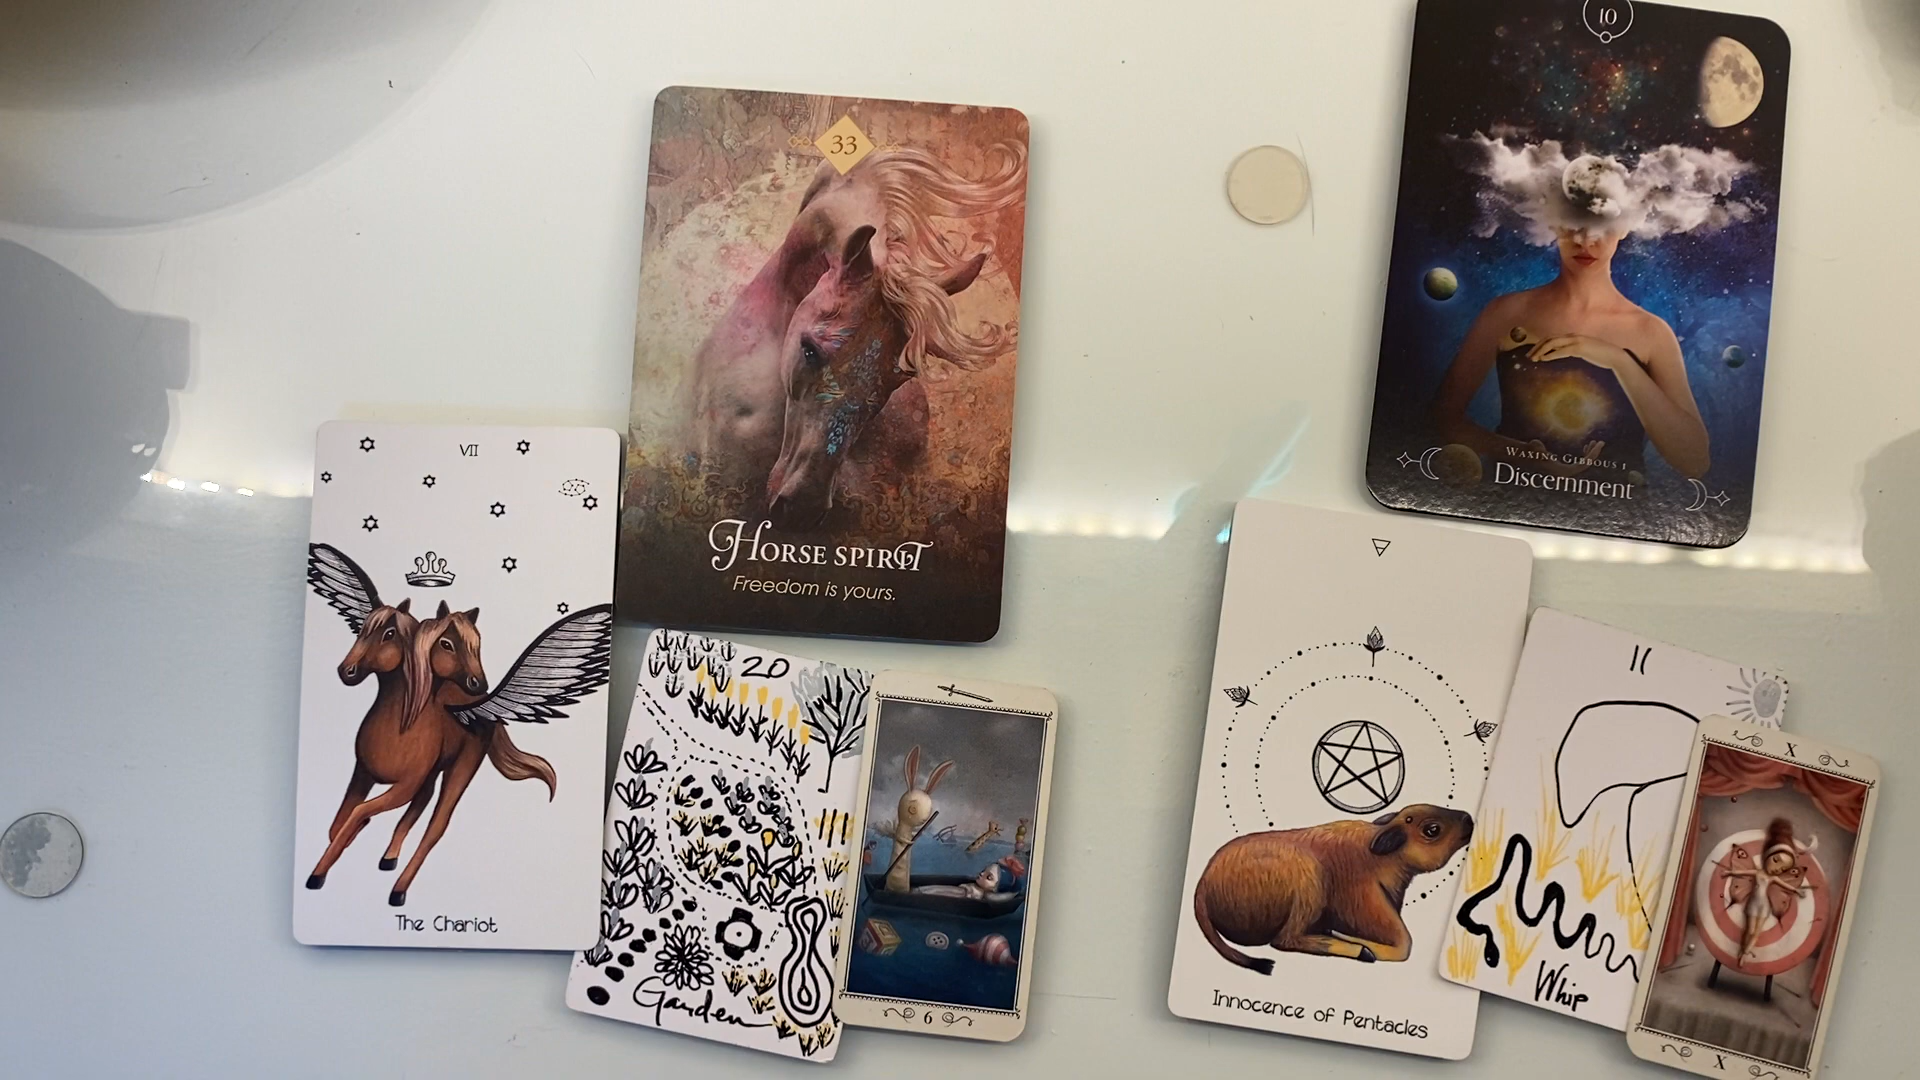 33
HORSE SPIRIT
Freedom is yours.
VII
The Chariot
20
Garden
6
10
WAXING GIBBOUS 1
Discernment
Innocence of Pentacles
11
Whip
X
X